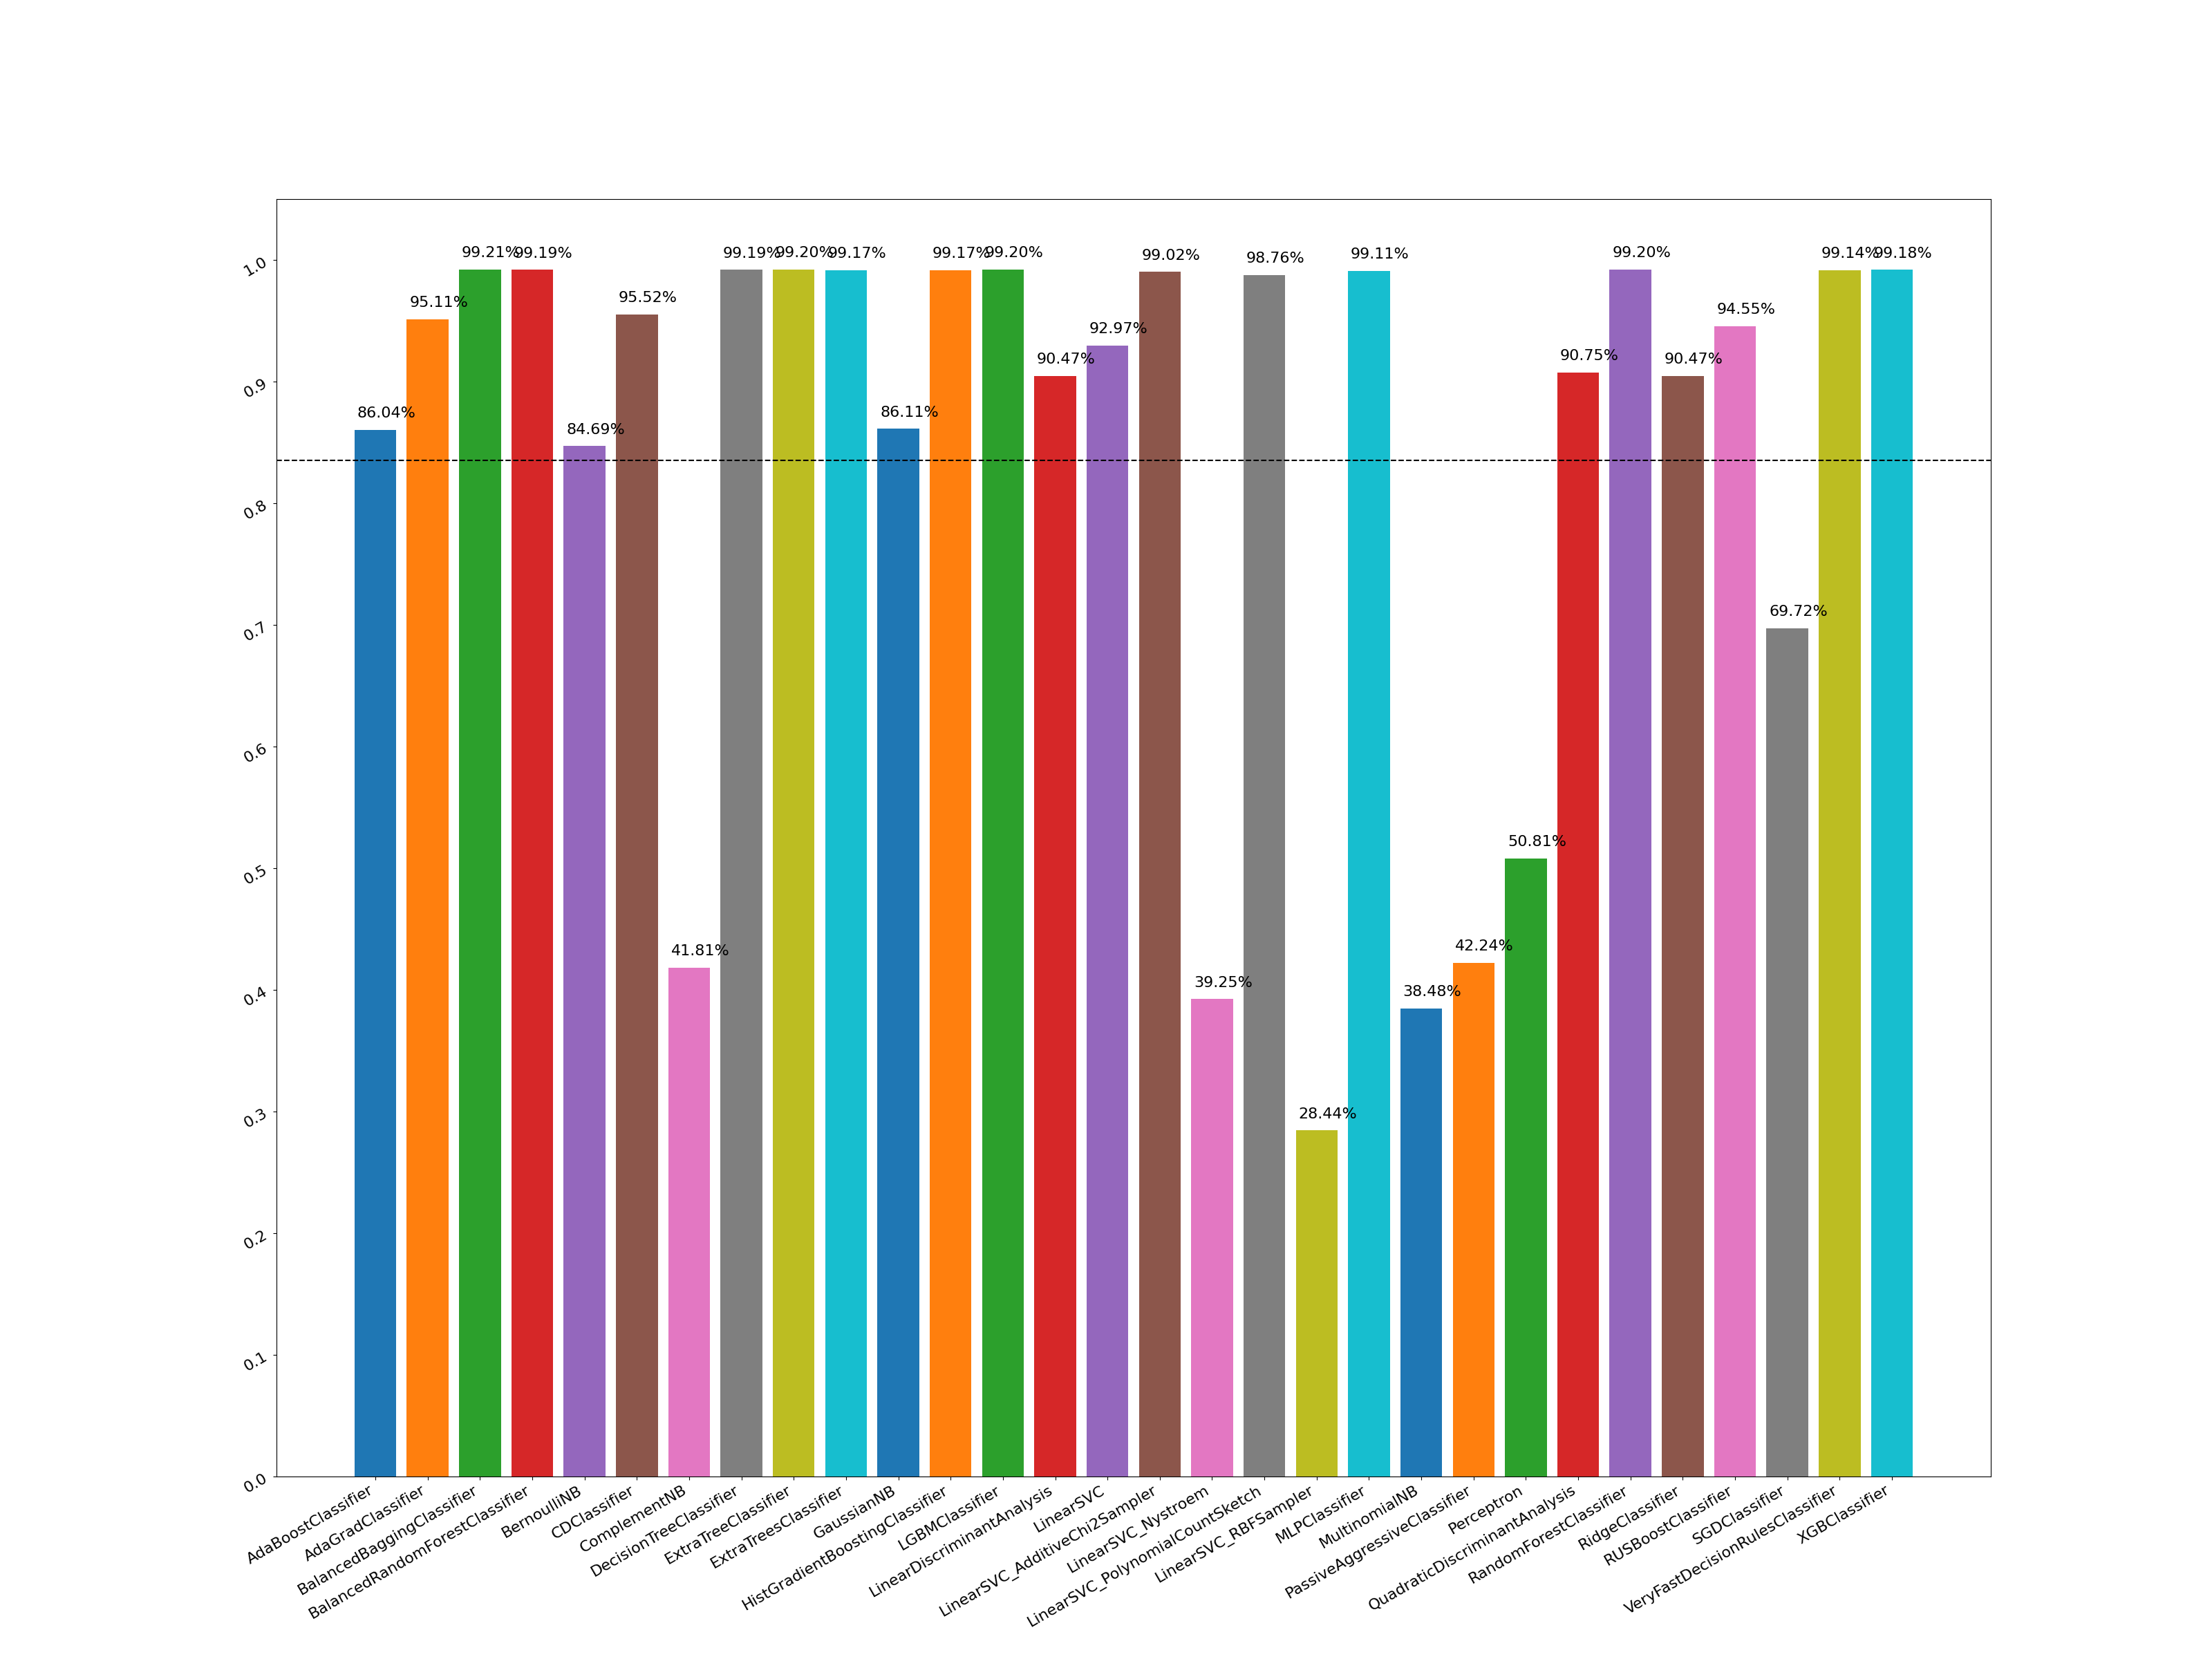 1.0
0.9
0.8
0.7
0.6
0.5
0.4
0.3
0.2
0.1
0.0
86.04%
95.11%
99.21%
99.19%
84.69%
95.52%
41.81%
99.19%
99.20%
99.17%
86.11%
99.17%
99.20%
90.47%
92.97%
99.02%
39.25%
98.76%
28.44%
99.11%
38.48%
42.24%
50.81%
90.75%
99.20%
90.47%
94.55%
69.72%
99.14%
99.18%
AdaBoostClassifier
AdaGradClassifier
BalancedBaggingClassifier
BalancedRandomForestClassifier
BernoulliNB
CDClassifier
ComplementNB
DecisionTreeClassifier
ExtraTreeClassifier
ExtraTreesClassifier
GaussianNB
HistGradientBoostingClassifier
LGBMClassifier
LinearDiscriminantAnalysis
LinearSVC
LinearSVC_AdditiveChi2Sampler
LinearSVC_Nystroem
LinearSVC_PolynomialCountSketch
LinearSVC_RBFSampler
MLPClassifier
MultinomialNB
PassiveAggressiveClassifier
Perceptron
QuadraticDiscriminantAnalysis
RandomForestClassifier
RidgeClassifier
RUSBoostClassifier
SGDClassifier
VeryFastDecisionRulesClassifier
XGBClassifier